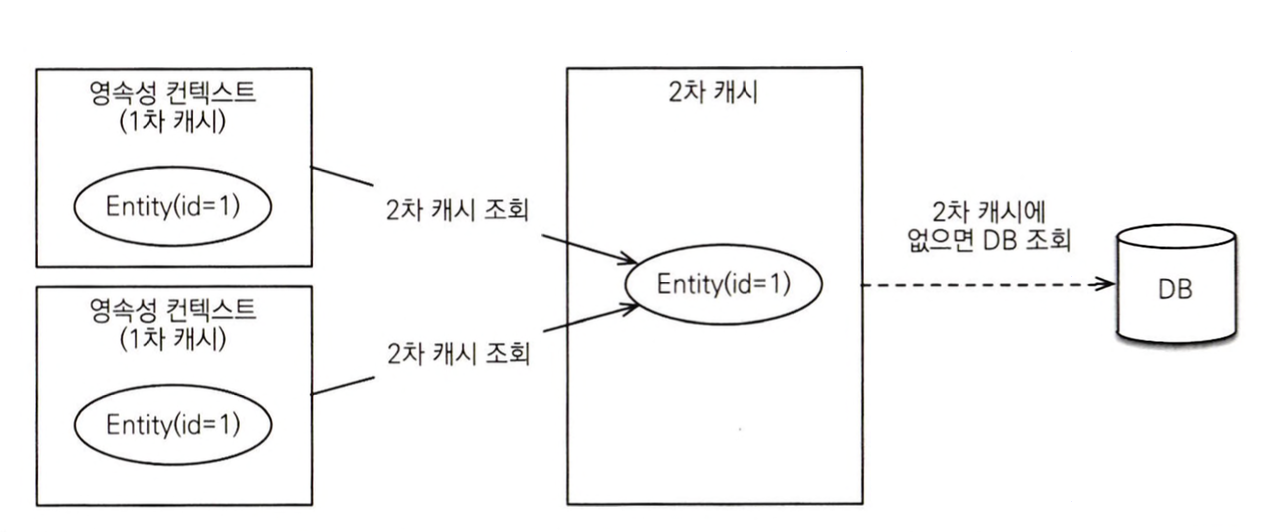 영속성 컨텍스트
(1차 캐시)
Entity(id=1)
영속성 컨텍스트
(1차 캐시)
Entity(id=1)
2차 캐시 조회
2차 캐시 조회
2차 캐시
Entity(id=1)
2차 캐시에
없으면 DB 조회
DB